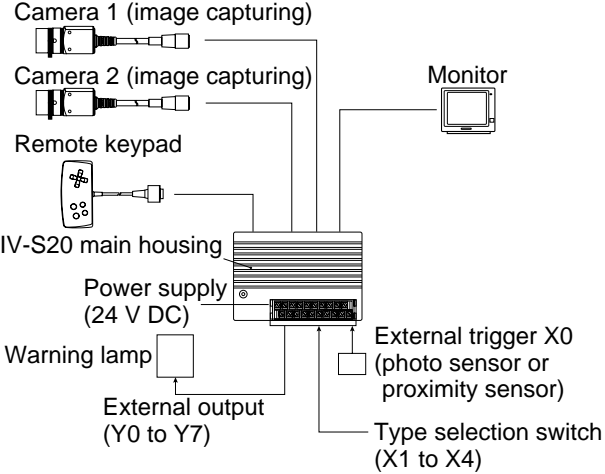 Camera 1 (image capturing)
Camera 2 (image capturing)
Monitor
Remote keypad
IV-S20 main housing
Power supply
(24 V DC)
Warning lamp
External output
(Y0 to Y7)
External trigger X0
(photo sensor or
proximity sensor)
Type selection switch
(X1 to X4)